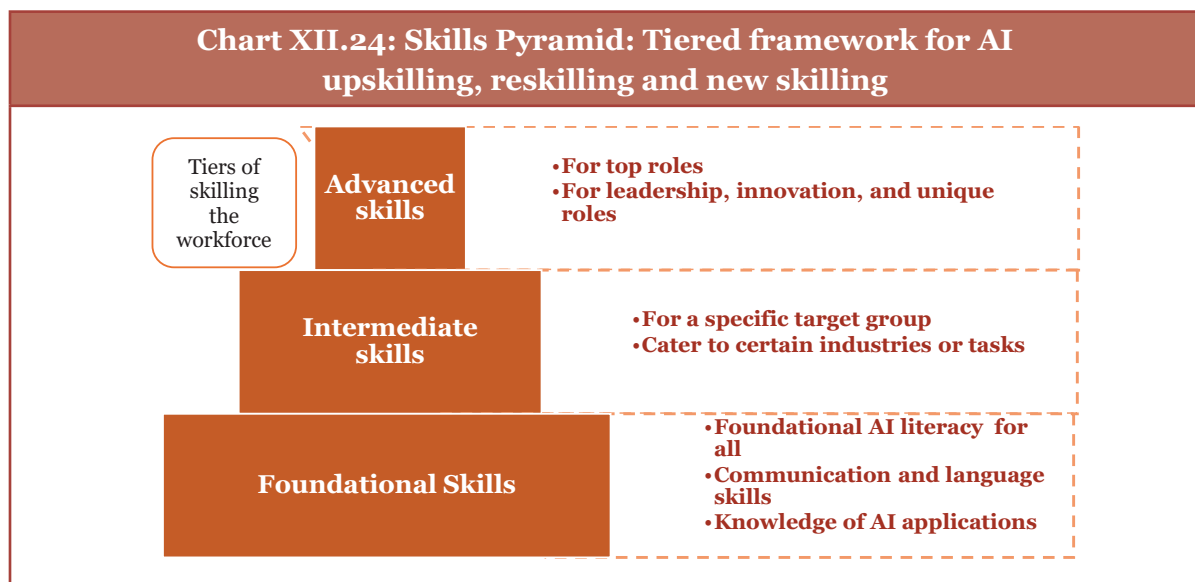 Chart XII.24: Skills Pyramid: Tiered framework for AI
upskilling, reskilling and new skilling
Tiers of
skilling
the
workforce
Advanced
skills
•For top roles
•For leadership, innovation, and unique
roles
Intermediate
skills
•For a specific target group
•Cater to certain industries or tasks
Foundational Skills
•Foundational AI literacy  for
all
•Communication and language
skills
•Knowledge of AI applications